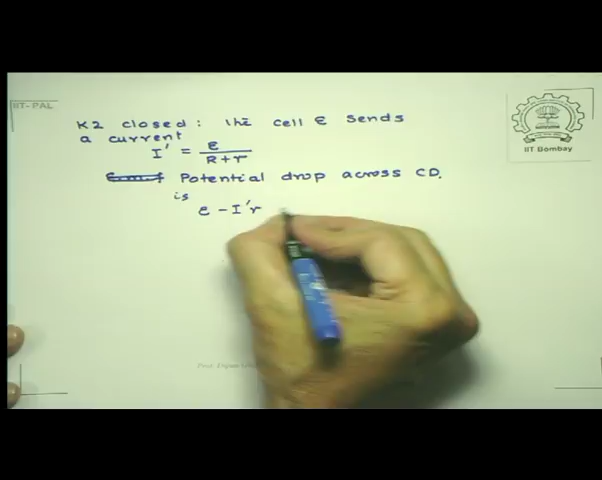 IIT-PAL
K2 closed: The cell ε sends
a current
I' = ε / R+r
Potential drop across CD.
is
ε - I'r
IIT Bombay